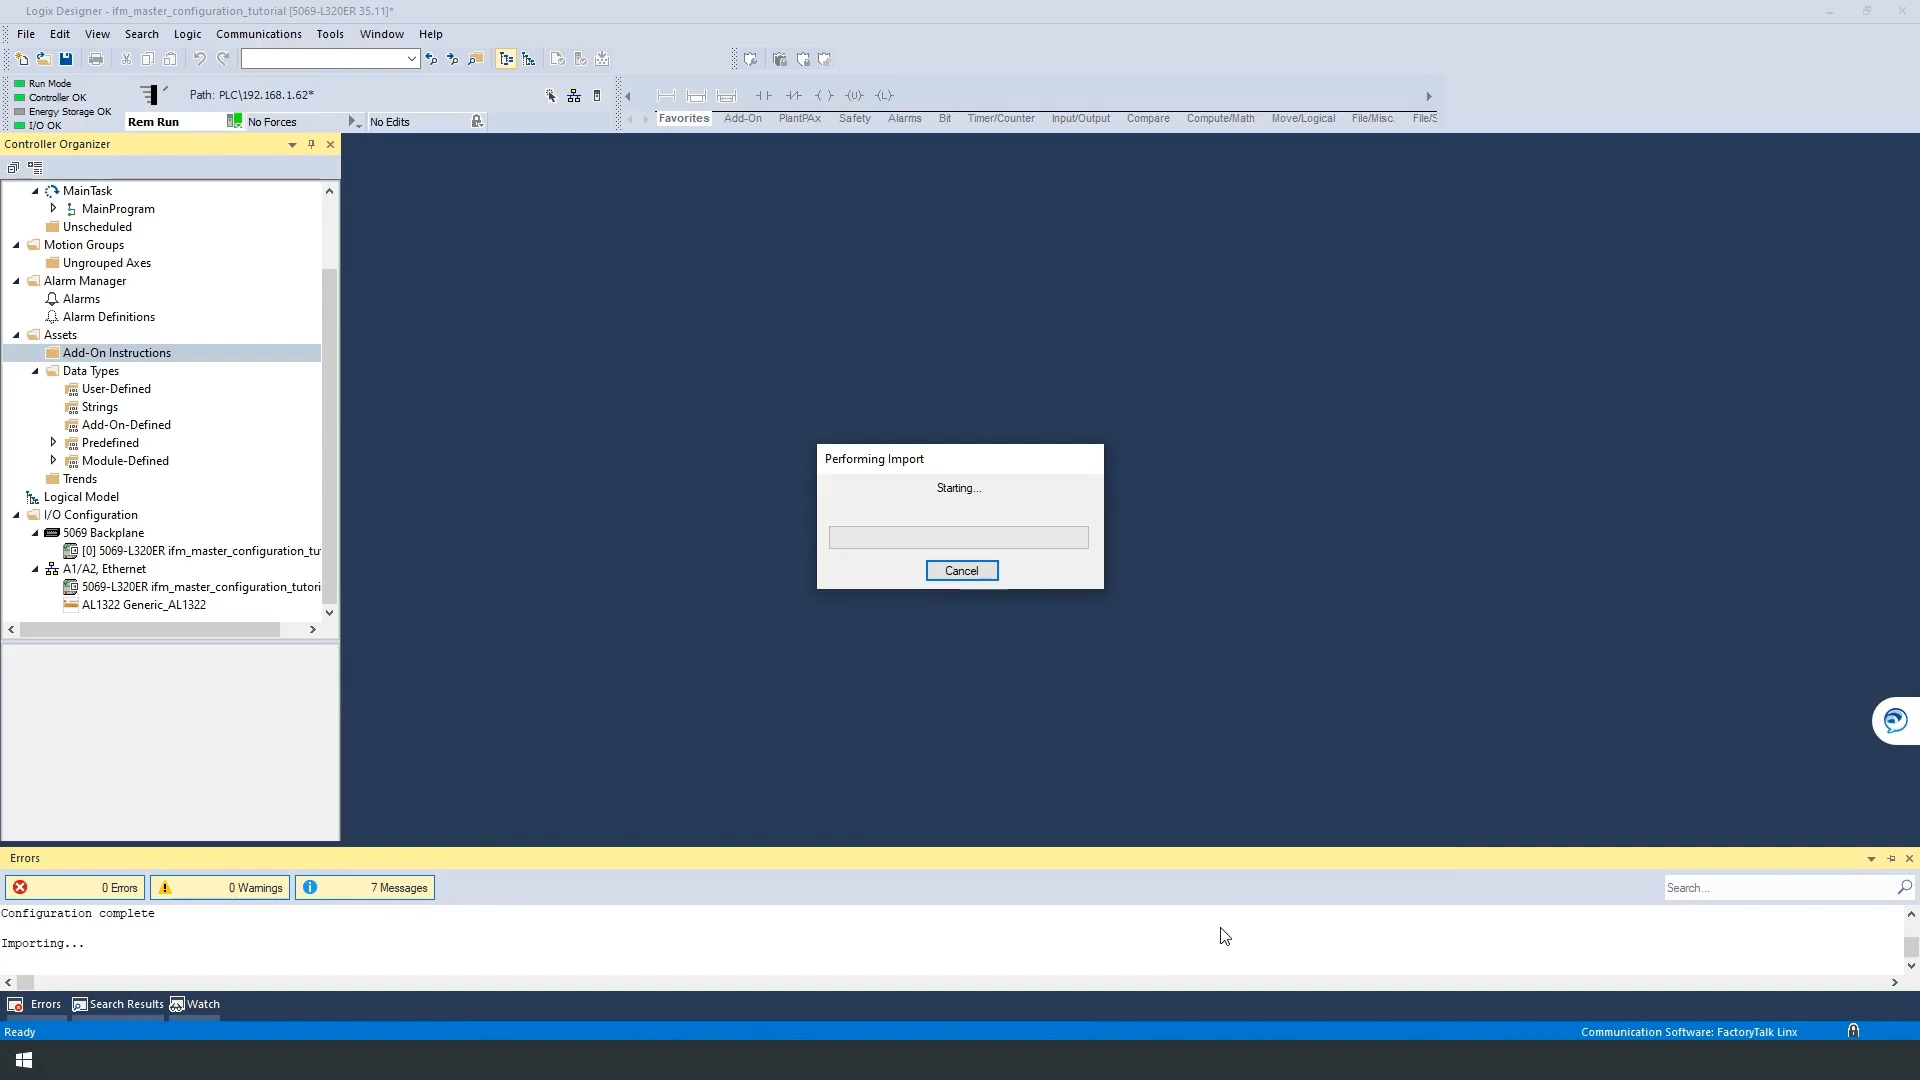 Logix Designer - ifm_master_configuration_tutorial [5069-L320ER 35.11]*
File Edit View Search Logic Communications Tools Window Help
Run Mode
Controller OK
Energy Storage OK
I/O OK
Path: PLC\192.168.1.62*
Rem Run
No Forces
No Edits
Favorites Add-On PlantPAx Safety Alarms Bit Timer/Counter Input/Output Compare Compute/Math Move/Logical File/Misc. File/S
Controller Organizer
MainTask
MainProgram
Unscheduled
Motion Groups
Ungrouped Axes
Alarm Manager
Alarms
Alarm Definitions
Assets
Add-On Instructions
Data Types
User-Defined
Strings
Add-On-Defined
Predefined
Module-Defined
Trends
Logical Model
I/O Configuration
5069 Backplane
[0] 5069-L320ER ifm_master_configuration_tu
A1/A2, Ethernet
5069-L320ER ifm_master_configuration_tutori
AL1322 Generic_AL1322
Performing Import
Starting...
Cancel
Errors
0 Errors
0 Warnings
7 Messages
Search...
Configuration complete
Importing...
Errors Search Results Watch
Ready
Communication Software: FactoryTalk Linx